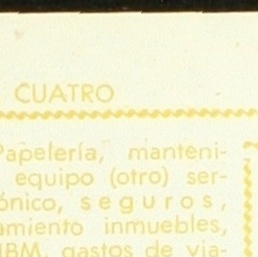 CUATRO
Papelería, manteni-
equipo (otro) ser-
ónico, seguros,
amiento inmuebles,
IBM, gastos de via-